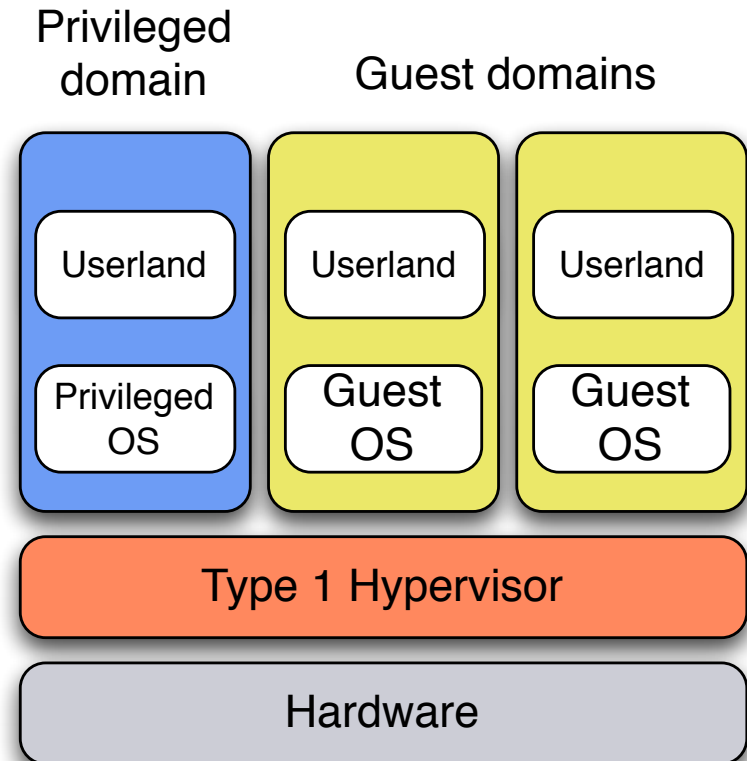 Privileged
domain
Guest domains
Userland
Userland
Userland
Privileged
OS
Guest
OS
Guest
OS
Type 1 Hypervisor
Hardware